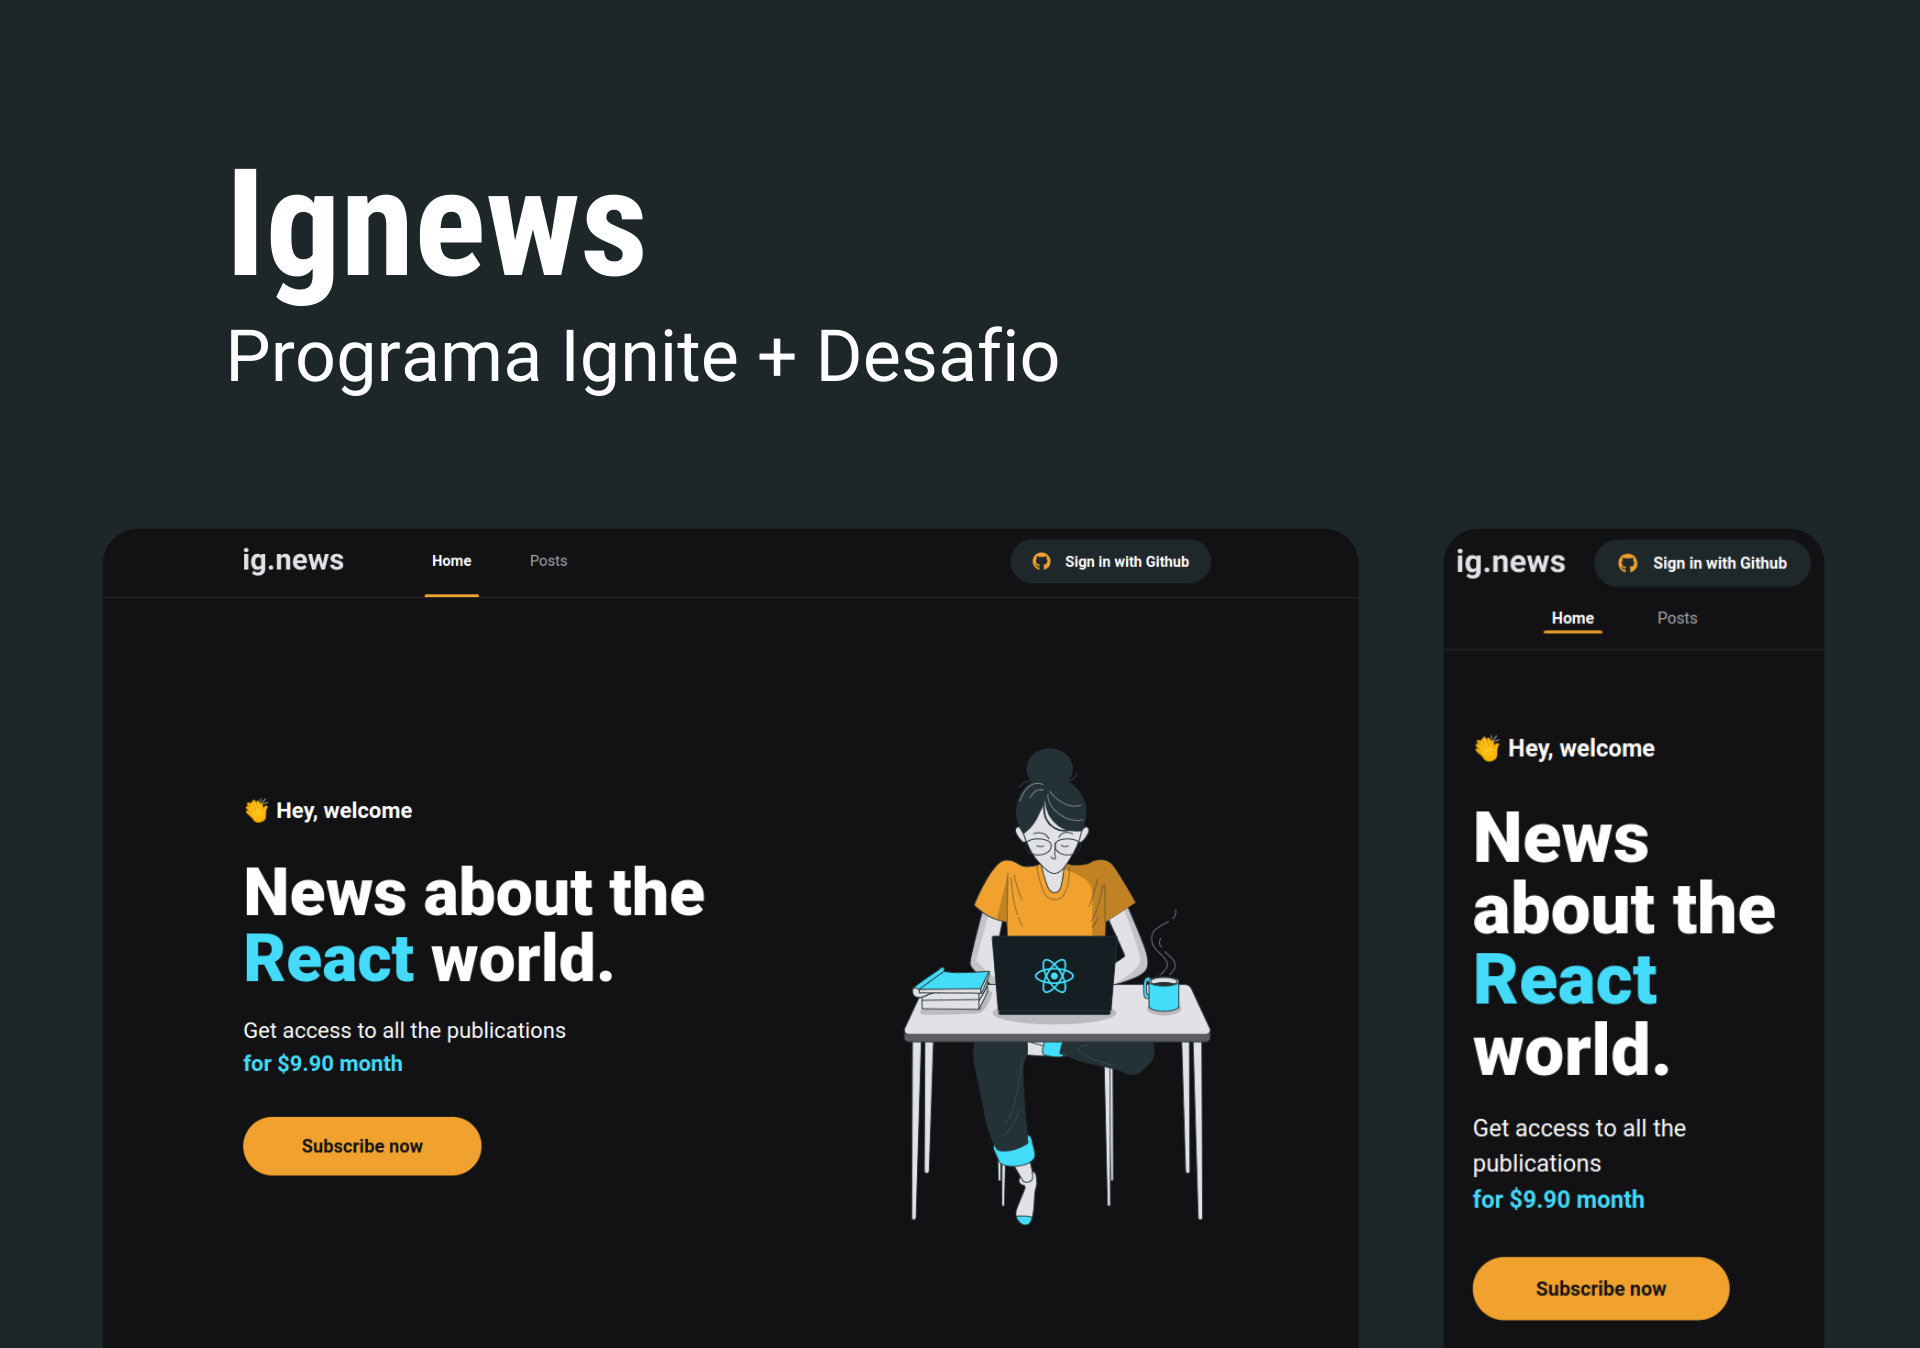 Ignews
Programa Ignite + Desafio
ig.news
Home
Posts
Sign in with Github
👏 Hey, welcome
News about the
React world.
Get access to all the publications
for $9.90 month
Subscribe now
ig.news
Sign in with Github
Home
Posts
👏 Hey, welcome
News
about the
React
world.
Get access to all the
publications
for $9.90 month
Subscribe now